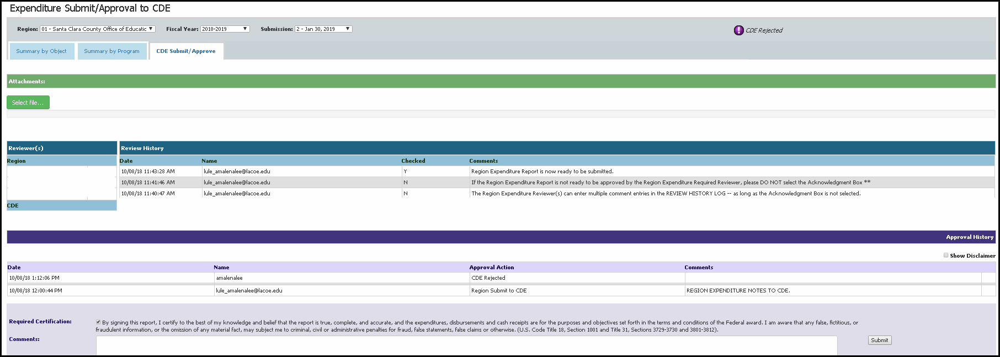 Expenditure Submit/Approval to CDE
Region: 01 - Santa Clara County Office of Educatic Fiscal Year: 2018-2019 Submission: 2 - Jan 30, 2019 CDE Rejected
Summary by Object Summary by Program CDE Submit/Approve
Attachments:
Select file...
Reviewer(s) Review History
Region Date Name Checked Comments
10/08/18 11:43:28 AM lule_amalenalee@lacoe.edu Y Region Expenditure Report is now ready to be submitted.
10/08/18 11:41:46 AM lule_amalenalee@lacoe.edu N If the Region Expenditure Report is not ready to be approved by the Region Expenditure Required Reviewer, please DO NOT select the Acknowledgment Box **
10/08/18 11:40:47 AM lule_amalenalee@lacoe.edu N The Region Expenditure Reviewer(s) can enter multiple comment entries in the REVIEW HISTORY LOG -- as long as the Acknowledgment Box is not selected.
CDE
Approval History
Show Disclaimer
Date Name Approval Action Comments
10/08/18 1:12:06 PM amalenalee CDE Rejected
10/08/18 12:00:44 PM lule_amalenalee@lacoe.edu Region Submit to CDE REGION EXPENDITURE NOTES TO CDE.
Required Certification: By signing this report, I certify to the best of my knowledge and belief that the report is true, complete, and accurate, and the expenditures, disbursements and cash receipts are for the purposes and objectives set forth in the terms and conditions of the Federal award. I am aware that any false, fictitious, or
fraudulent information, or the omission of any material fact, may subject me to criminal, civil or administrative penalties for fraud, false statements, false claims or otherwise. (U.S. Code Title 18, Section 1001 and Title 31, Sections 3729-3730 and 3801-3812).
Comments: Submit